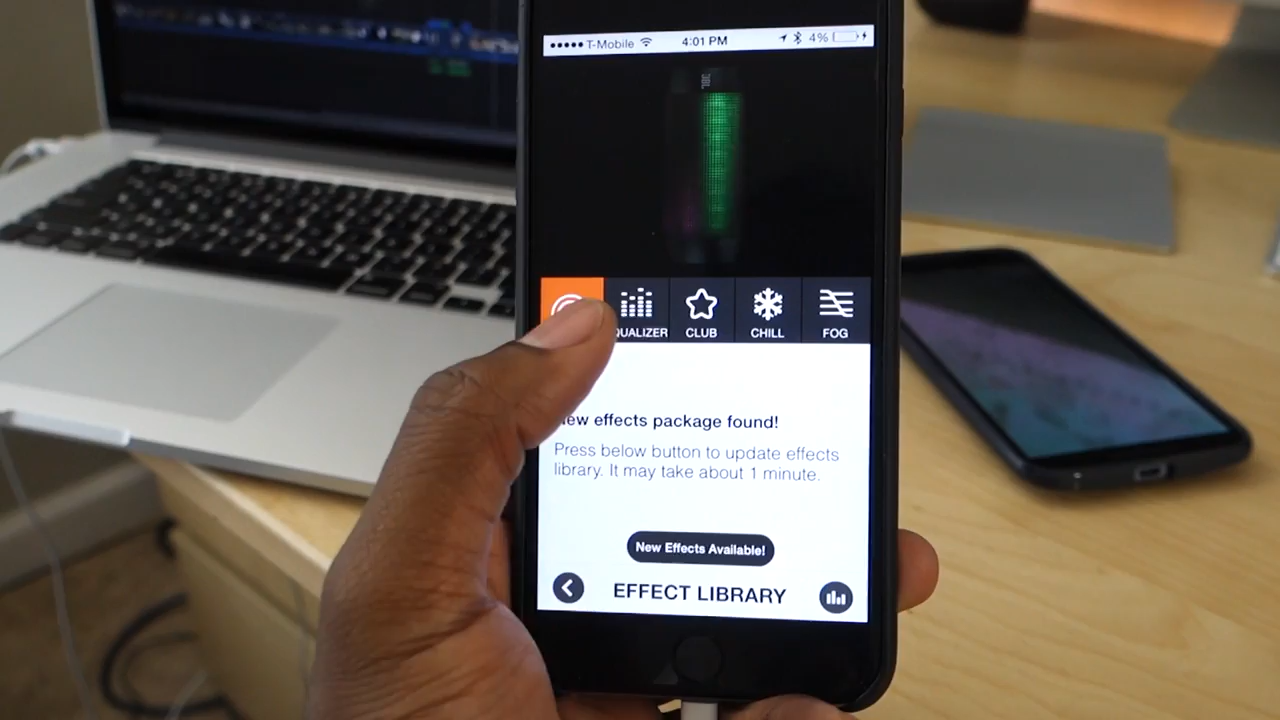 T-Mobile 4:01 PM 4%
JBL
QUALIZER CLUB CHILL FOG
ew effects package found!
Press below button to update effects
library. It may take about 1 minute.
New Effects Available!
EFFECT LIBRARY